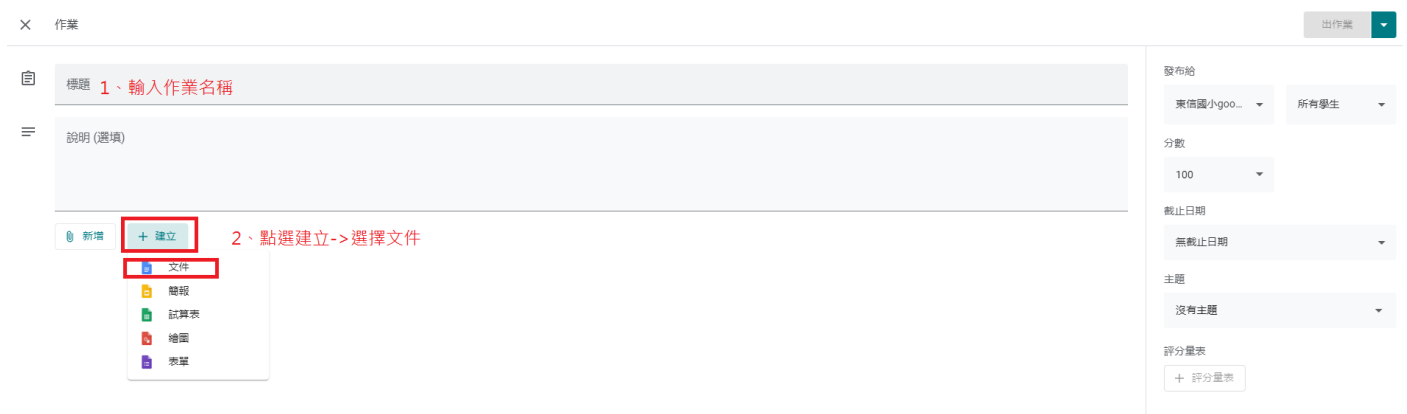 作業
出作業
標題 1、輸入作業名稱
說明 (選填)
新增
+ 建立
2、點選建立->選擇文件
文件
簡報
試算表
繪圖
表單
發布給
東信國小goo...
所有學生
分數
100
截止日期
無截止日期
主題
沒有主題
評分量表
+ 評分量表